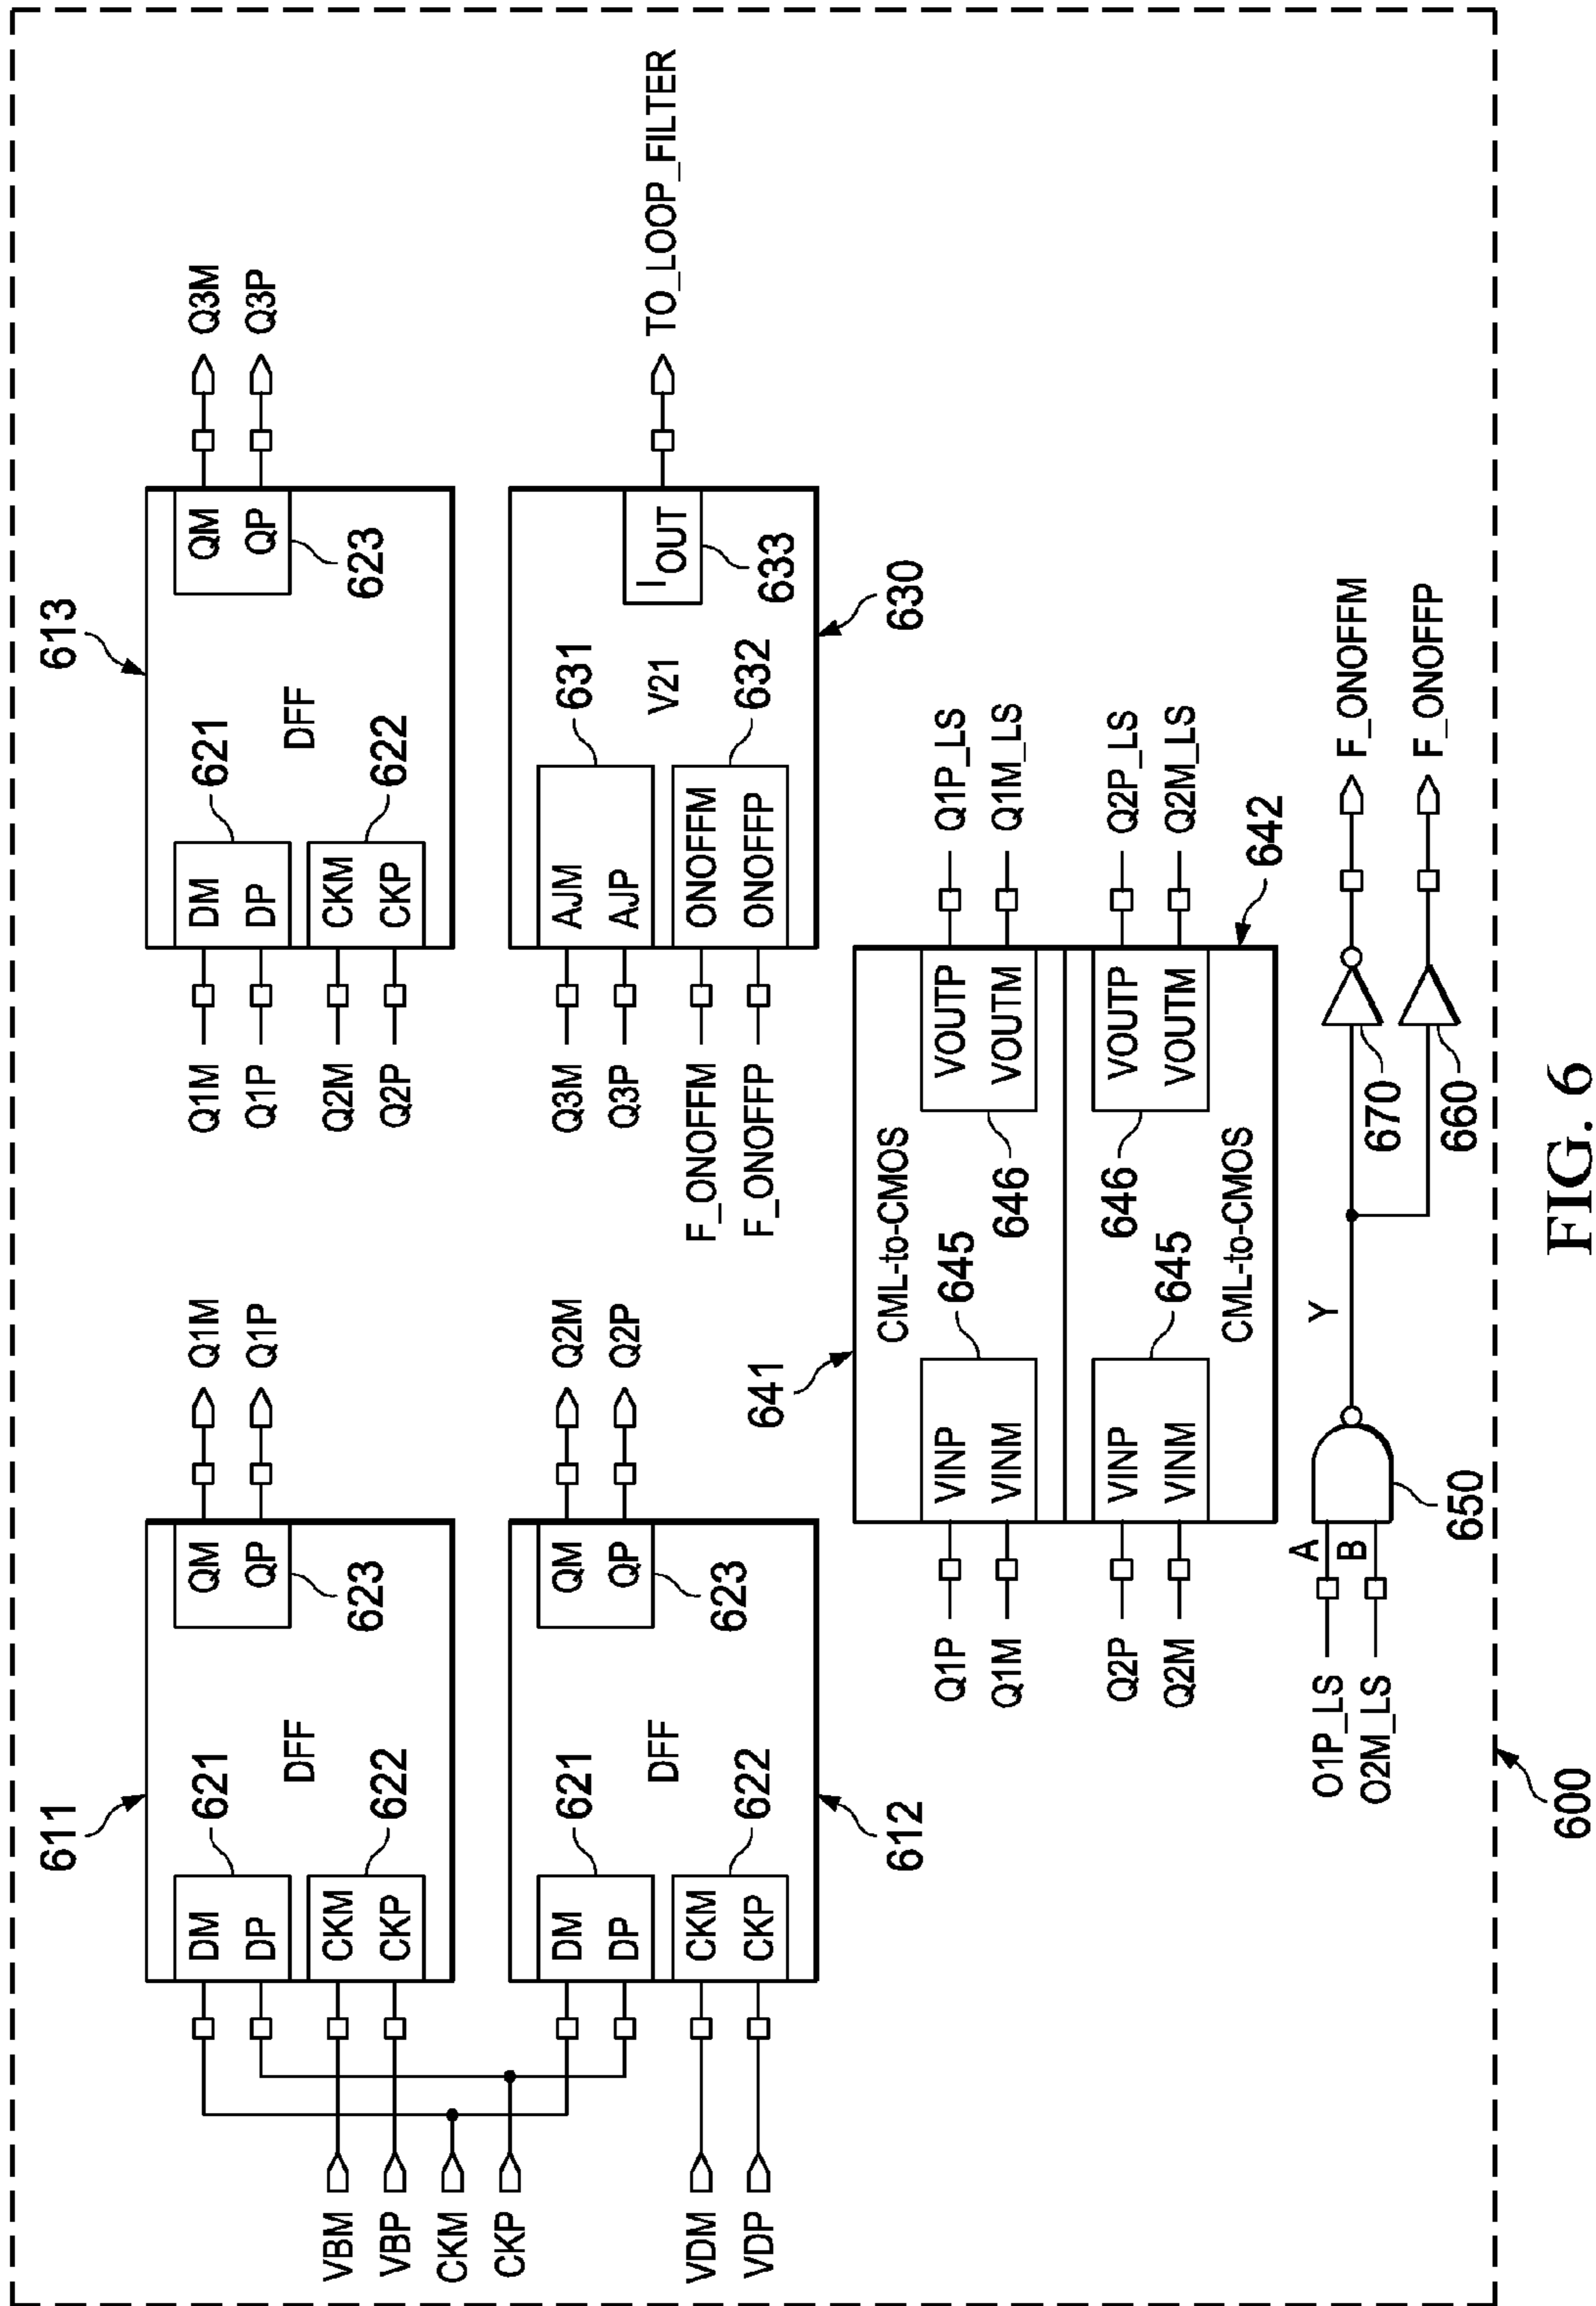 611
DM
DP
621
CKM
CKP
622
DFF
QM
QP
623
Q1M
Q1P
VBM
VBP
CKM
CKP
VDM
VDP
DM
DP
621
CKM
CKP
622
DFF
QM
QP
623
Q2M
Q2P
612
613
Q1M
Q1P
Q2M
Q2P
DM
DP
621
CKM
CKP
622
DFF
QM
QP
623
Q3M
Q3P
Q3M
Q3P
F_ONOFFM
F_ONOFFP
AJM
AJP
631
ONOFFM
ONOFFP
632
V21
IOUT
633
TO_LOOP_FILTER
630
641
CML-to-CMOS
Q1P
Q1M
VINP
VINM
645
VOUTP
VOUTM
646
Q1P_LS
Q1M_LS
Q2P
Q2M
VINP
VINM
645
VOUTP
VOUTM
646
Q2P_LS
Q2M_LS
CML-to-CMOS
642
O1P_LS
O2M_LS
A
B
650
Y
670
660
F_ONOFFM
F_ONOFFP
600
FIG. 6